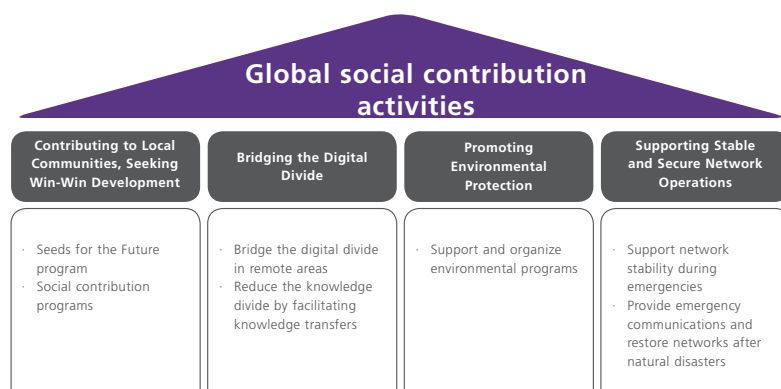 Global social contribution
activities
Contributing to Local
Communities, Seeking
Win-Win Development
Bridging the Digital
Divide
Promoting
Environmental
Protection
Supporting Stable
and Secure Network
Operations
· Seeds for the Future
program
· Social contribution
programs
· Bridge the digital divide
in remote areas
· Reduce the knowledge
divide by facilitating
knowledge transfers
· Support and organize
environmental programs
· Support network
stability during
emergencies
· Provide emergency
communications and
restore networks after
natural disasters